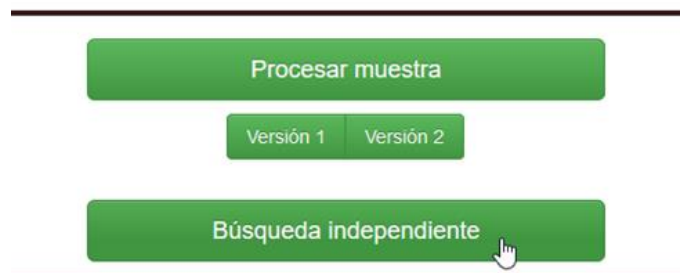 Procesar muestra
Versión 1 Versión 2
Búsqueda independiente